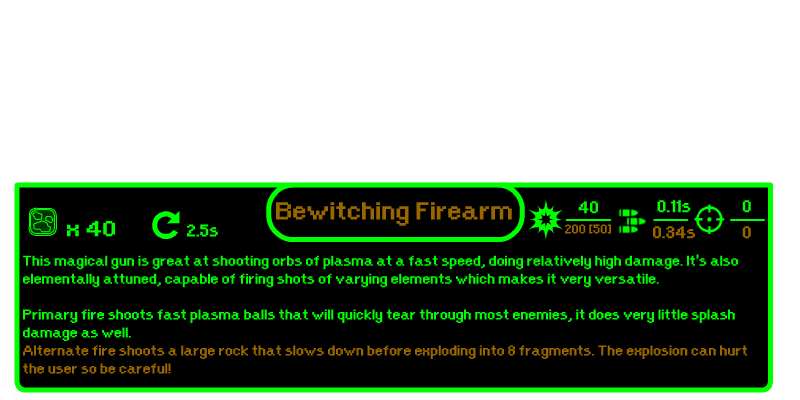 Bewitching Firearm
x 40
2.5s
40
200 [50]
0.11s
0.34s
0
0
This magical gun is great at shooting orbs of plasma at a fast speed, doing relatively high damage. It's also
elementally attuned, capable of firing shots of varying elements which makes it very versatile.
Primary fire shoots fast plasma balls that will quickly tear through most enemies, it does very little splash
damage as well.
Alternate fire shoots a large rock that slows down before exploding into 8 fragments. The explosion can hurt
the user so be careful!